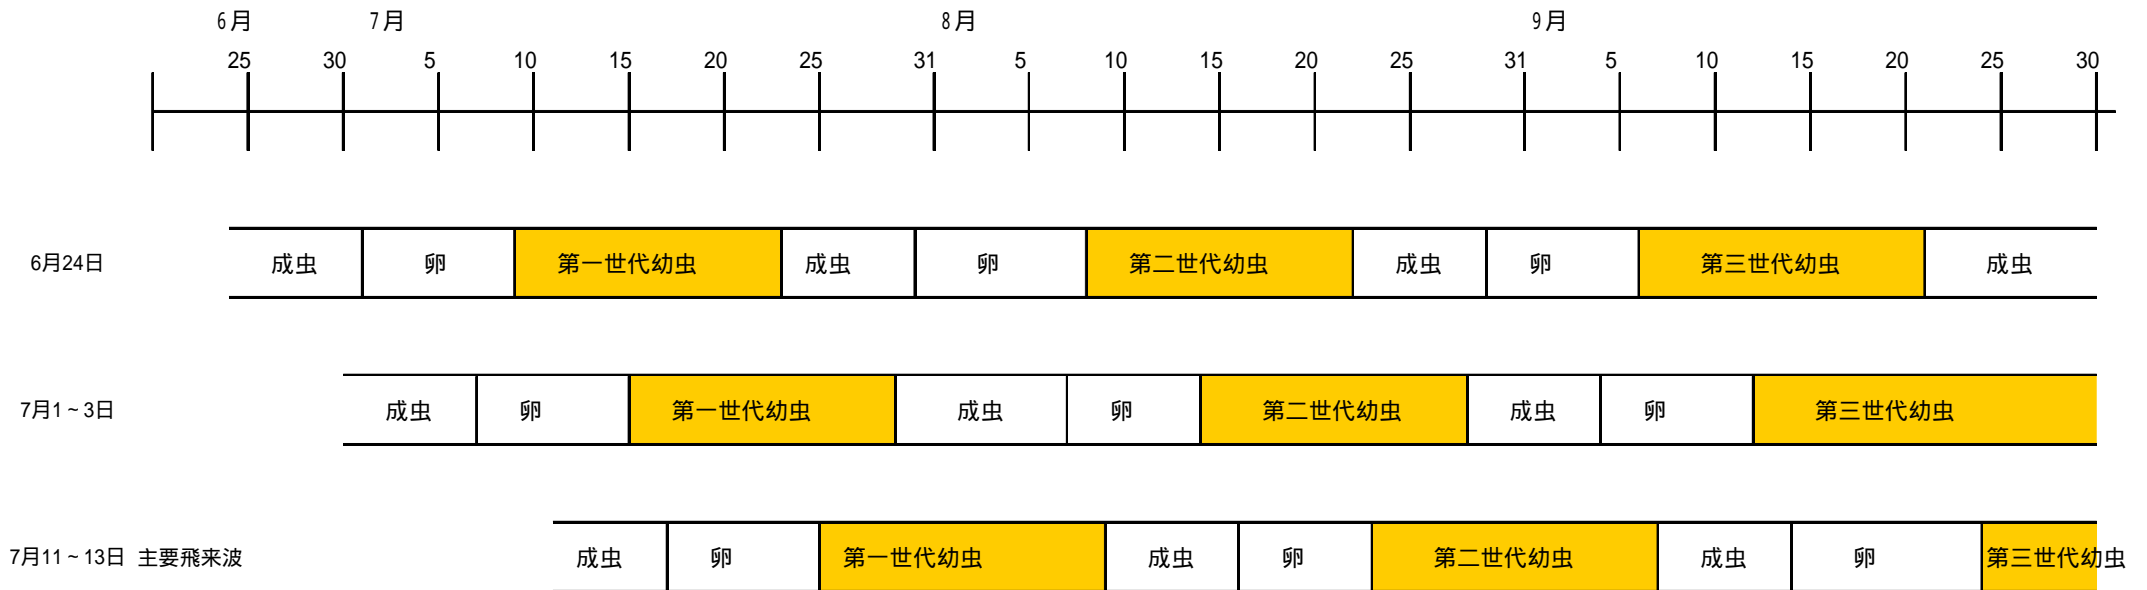 6月 7月 8月 9月
25 30 5 10 15 20 25 31 5 10 15 20 25 31 5 10 15 20 25 30
6月24日 成虫 卵 第一世代幼虫 成虫 卵 第二世代幼虫 成虫 卵 第三世代幼虫 成虫
7月1~3日 成虫 卵 第一世代幼虫 成虫 卵 第二世代幼虫 成虫 卵 第三世代幼虫
7月11~13日 主要飛来波 成虫 卵 第一世代幼虫 成虫 卵 第二世代幼虫 成虫 卵 第三世代幼虫